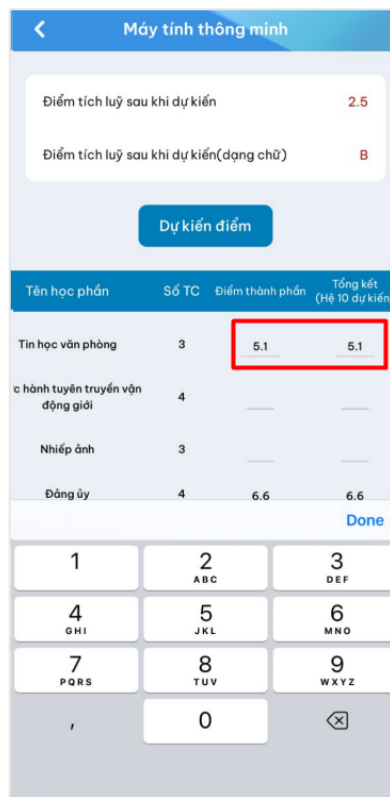 Máy tính thông minh
Điểm tích luỹ sau khi dự kiến 2.5
Điểm tích luỹ sau khi dự kiến(dạng chữ) B
Dự kiến điểm
Tên học phần Số TC Điểm thành phần Tổng kết
(Hệ 10 dự kiến
Tin học văn phòng 3 5.1 5.1
c hành tuyên truyền vận
động giới 4
Nhiếp ảnh 3
Đảng ủy 4 6.6 6.6
Done
1 2 3
ABC DEF
4 5 6
GHI JKL MNO
7 8 9
PQRS TUV WXYZ
, 0